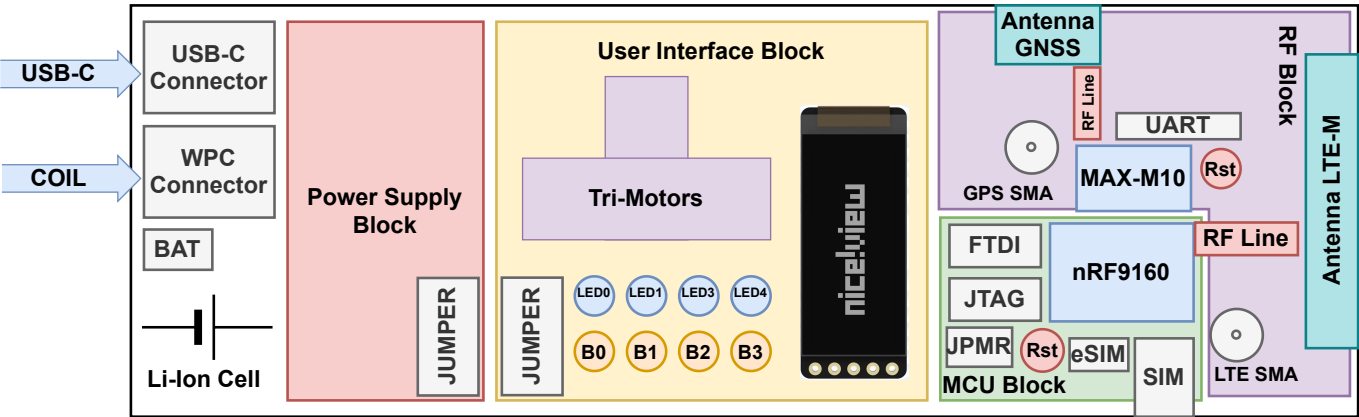 USB-C
COIL
USB-C
Connector
WPC
Connector
BAT
Li-Ion Cell
Power Supply
Block
JUMPER
User Interface Block
Tri-Motors
JUMPER
LED0
LED1
LED3
LED4
B0
B1
B2
B3
nice!view
Antenna
GNSS
RF Line
UART
RF Block
GPS SMA
MAX-M10
Rst
Antenna LTE-M
FTDI
nRF9160
RF Line
JTAG
JPMR
Rst
eSIM
SIM
MCU Block
LTE SMA